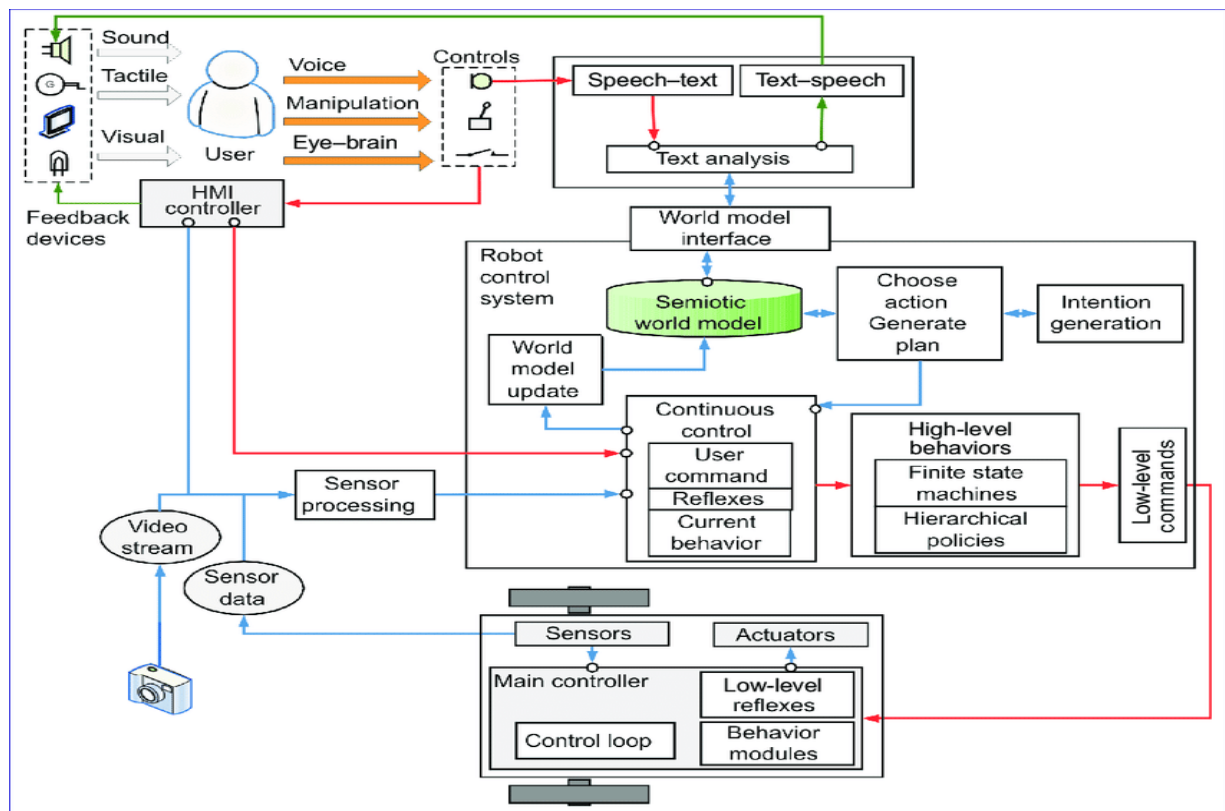 Sound
Tactile
Visual
User
Voice
Manipulation
Eye–brain
Controls
Speech–text
Text–speech
Text analysis
G
HMI
controller
Feedback
devices
World model
interface
Robot
control
system
Semiotic
world model
Choose
action
Generate
plan
Intention
generation
World
model
update
Continuous
control
User
command
Reflexes
Current
behavior
High-level
behaviors
Finite state
machines
Hierarchical
policies
Low-level
commands
Sensor
processing
Video
stream
Sensor
data
Sensors
Actuators
Main controller
Low-level
reflexes
Control loop
Behavior
modules